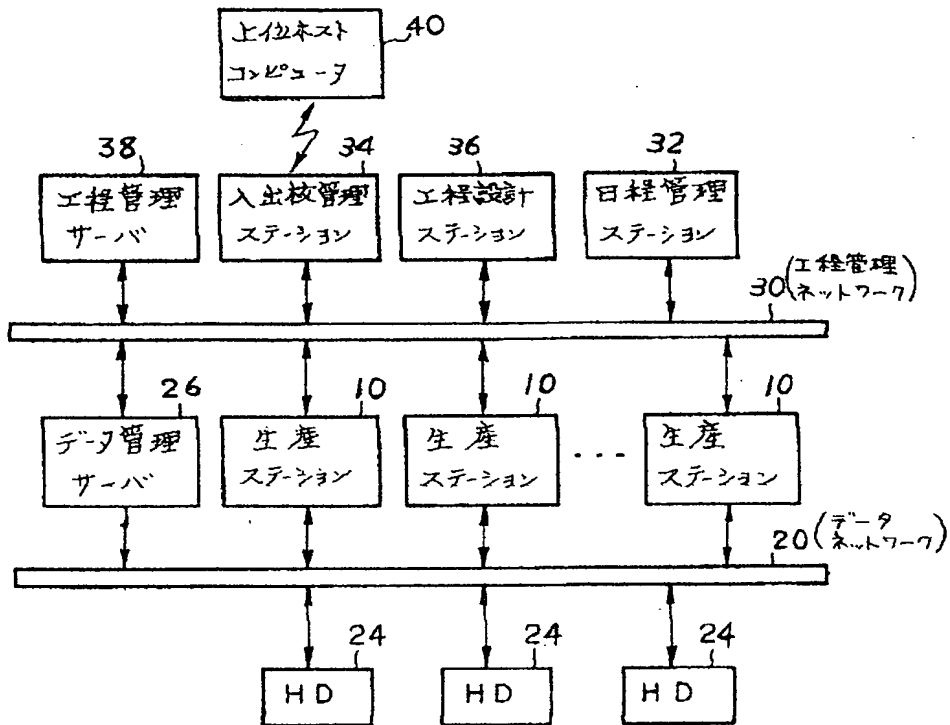 上位ホスト
コンピュータ
40
38
34
36
32
工程管理
サーバ
入出校管理
ステーション
工程設計
ステーション
日程管理
ステーション
30(工程管理
ネットワーク)
26
10
10
10
データ管理
サーバ
生産
ステーション
生産
ステーション
・・・
生産
ステーション
20(データ
ネットワーク)
24
24
24
HD
HD
HD